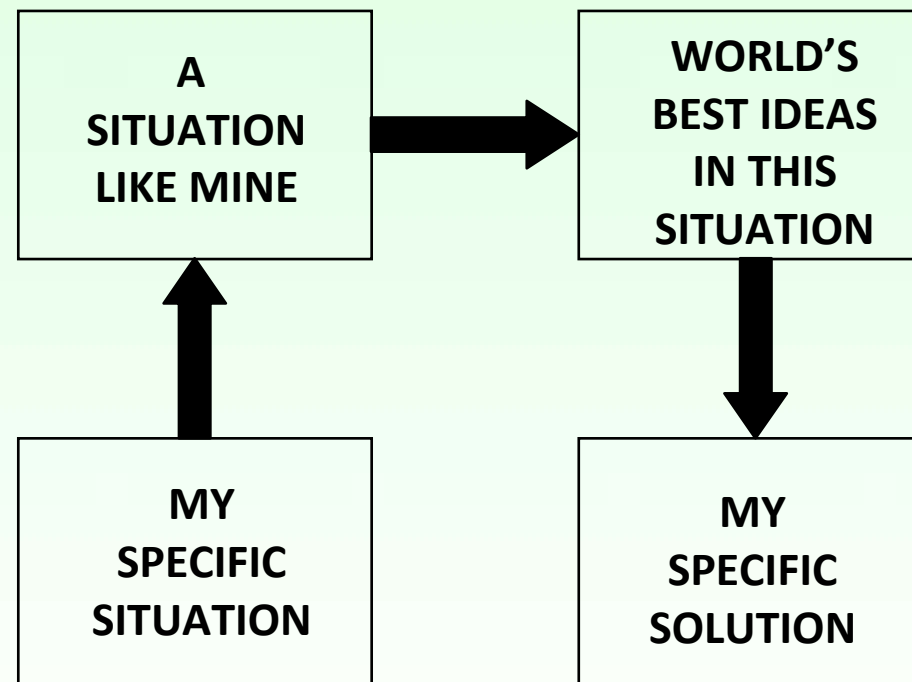 A
SITUATION
LIKE MINE
WORLD’S
BEST IDEAS
IN THIS
SITUATION
MY
SPECIFIC
SITUATION
MY
SPECIFIC
SOLUTION